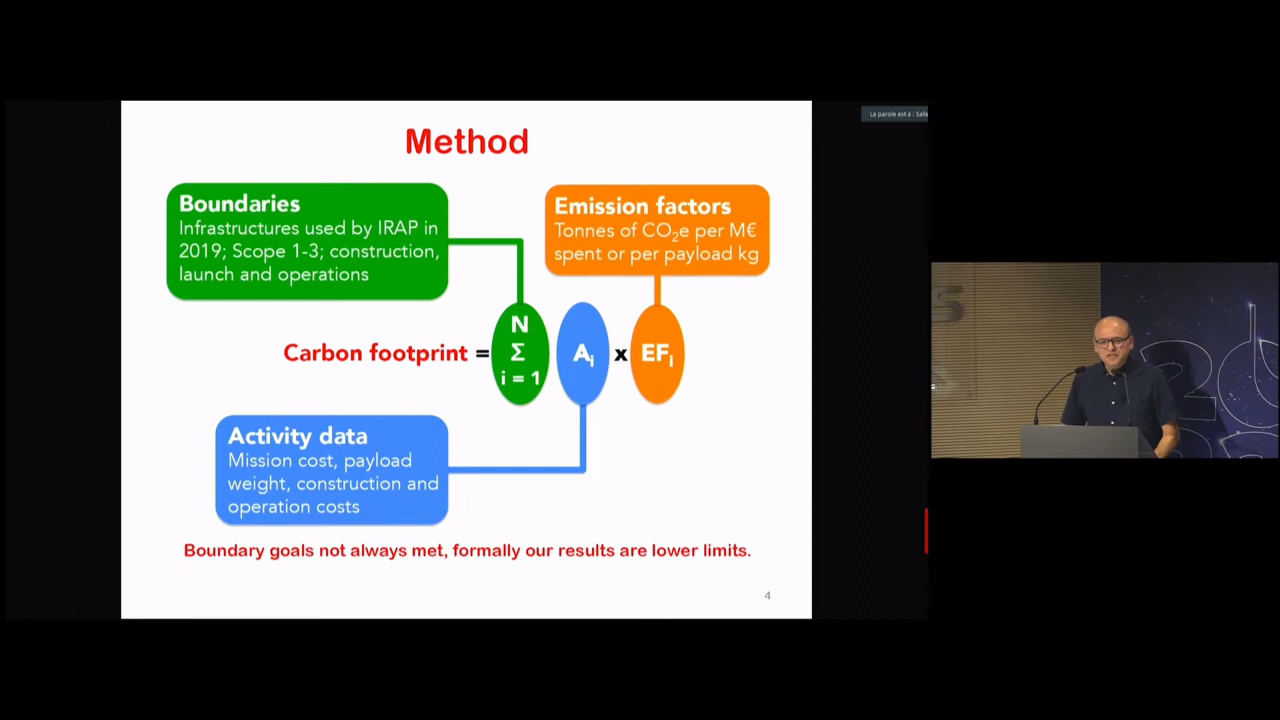 La parole est à : Salle
Method
Boundaries
Infrastructures used by IRAP in
2019; Scope 1-3; construction,
launch and operations
Emission factors
Tonnes of CO₂e per M€
spent or per payload kg
Carbon footprint = N Σ i = 1 Aᵢ x EFᵢ
Activity data
Mission cost, payload
weight, construction and
operation costs
Boundary goals not always met, formally our results are lower limits.
4